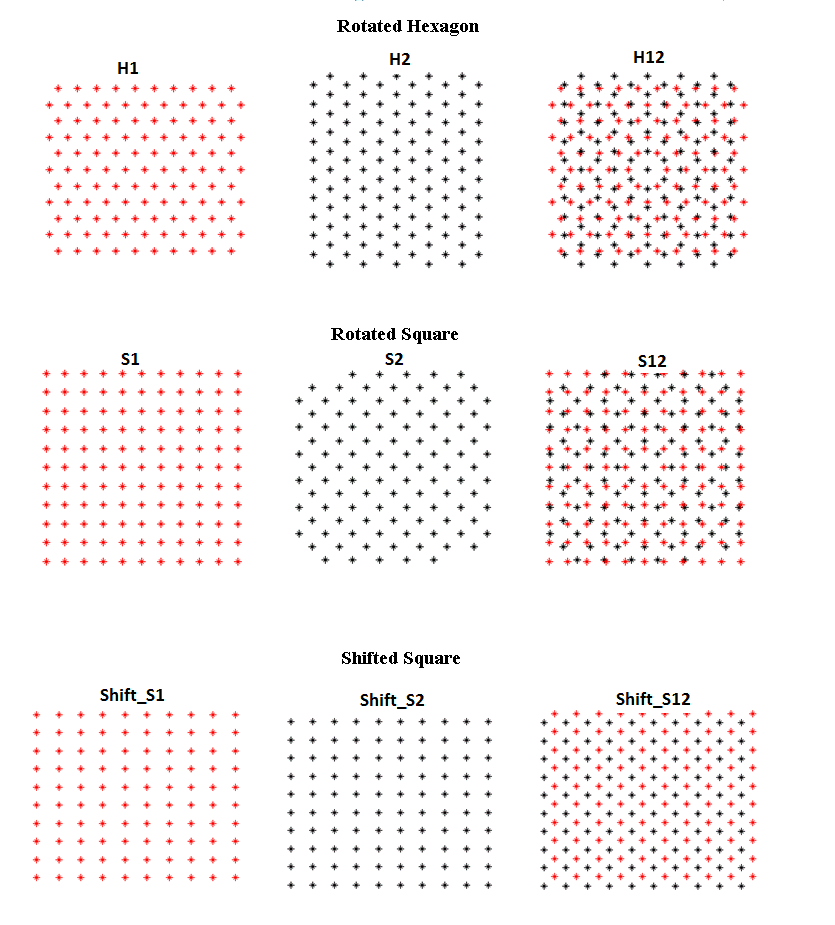 Rotated Hexagon
H1 H2 H12
Rotated Square
S1 S2 S12
Shifted Square
Shift_S1 Shift_S2 Shift_S12